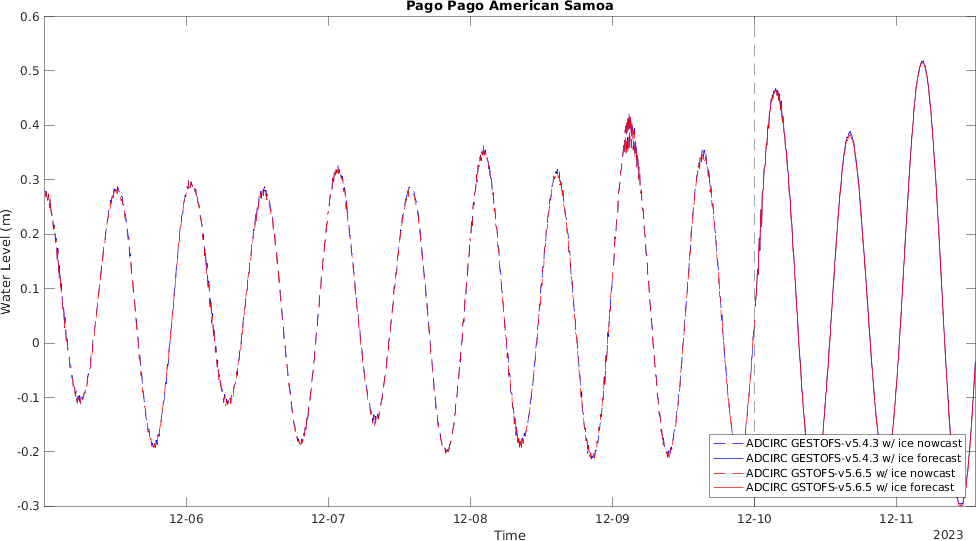 Pago Pago American Samoa
0.6
0.5
0.4
0.3
0.2
0.1
0
-0.1
-0.2
-0.3
Water Level (m)
ADCIRC GESTOFS-v5.4.3 w/ ice nowcast
ADCIRC GESTOFS-v5.4.3 w/ ice forecast
ADCIRC GSTOFS-v5.6.5 w/ ice nowcast
ADCIRC GSTOFS-v5.6.5 w/ ice forecast
12-06 12-07 12-08 12-09 12-10 12-11
Time
2023